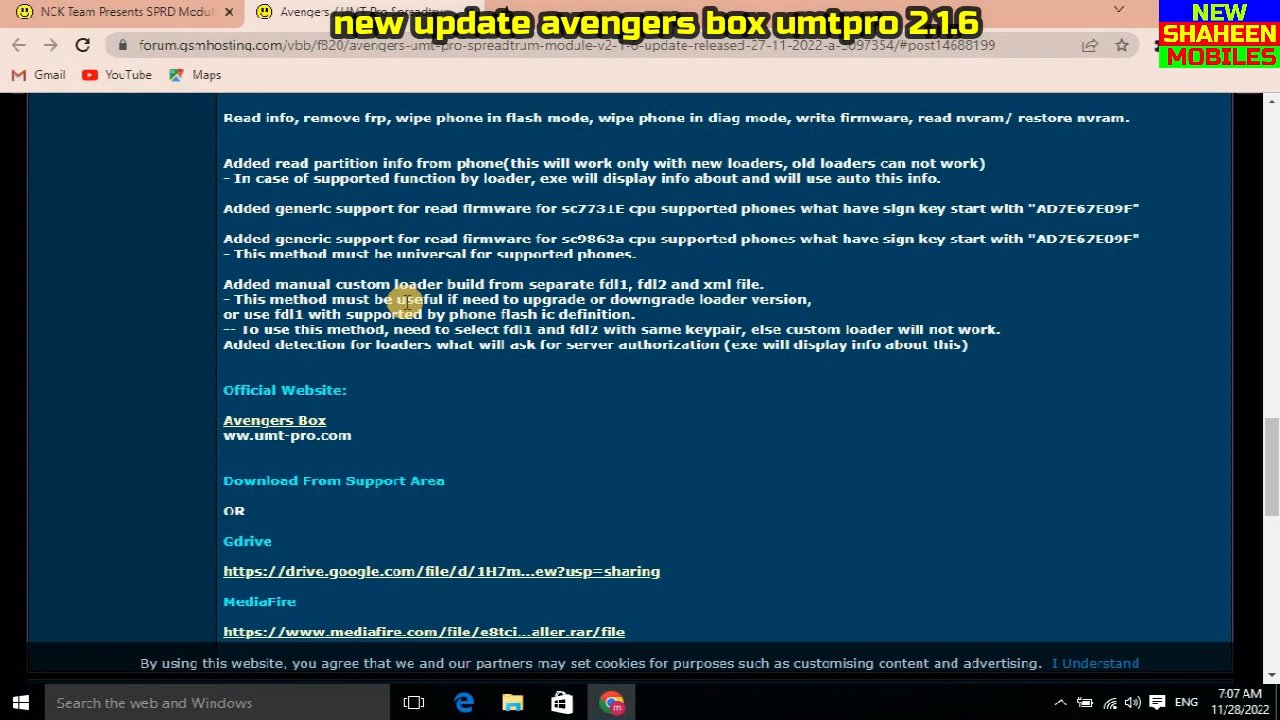 new update avengers box umtpro 2.1.6
NEW
SHAHEEN
MOBILES
NCK Team Presents SPRD Modul
Avengers / UMT Pro Spreadtrum
forum.gsmhosting.com/vbb/f820/avengers-umt-pro-spreadtrum-module-v2-1-6-update-released-27-11-2022-a-3097354/#post14688199
Gmail
YouTube
Maps
Read info, remove frp, wipe phone in flash mode, wipe phone in diag mode, write firmware, read nvram/ restore nvram.
Added read partition info from phone(this will work only with new loaders, old loaders can not work)
- In case of supported function by loader, exe will display info about and will use auto this info.
Added generic support for read firmware for sc7731E cpu supported phones what have sign key start with "AD7E67E09F"
Added generic support for read firmware for sc9863a cpu supported phones what have sign key start with "AD7E67E09F"
- This method must be universal for supported phones.
Added manual custom loader build from separate fdl1, fdl2 and xml file.
- This method must be useful if need to upgrade or downgrade loader version,
or use fdl1 with supported by phone flash ic definition.
-- To use this method, need to select fdl1 and fdl2 with same keypair, else custom loader will not work.
Added detection for loaders what will ask for server authorization (exe will display info about this)
Official Website:
Avengers Box
ww.umt-pro.com
Download From Support Area
OR
Gdrive
https://drive.google.com/file/d/1H7m...ew?usp=sharing
MediaFire
https://www.mediafire.com/file/e8tci...aller.rar/file
By using this website, you agree that we and our partners may set cookies for purposes such as customising content and advertising. I Understand
Search the web and Windows
ENG
7:07 AM
11/28/2022